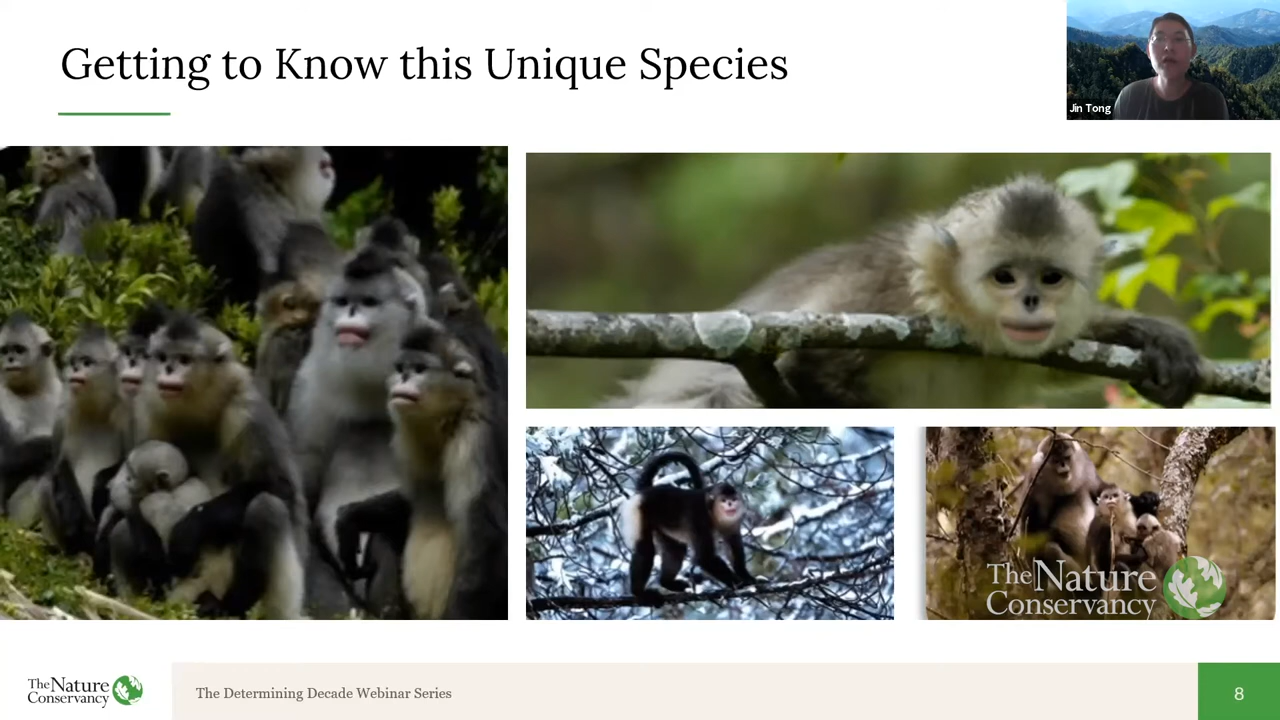 Getting to Know this Unique Species
Jin Tong
The Nature
Conservancy
The Nature
Conservancy
The Determining Decade Webinar Series
8